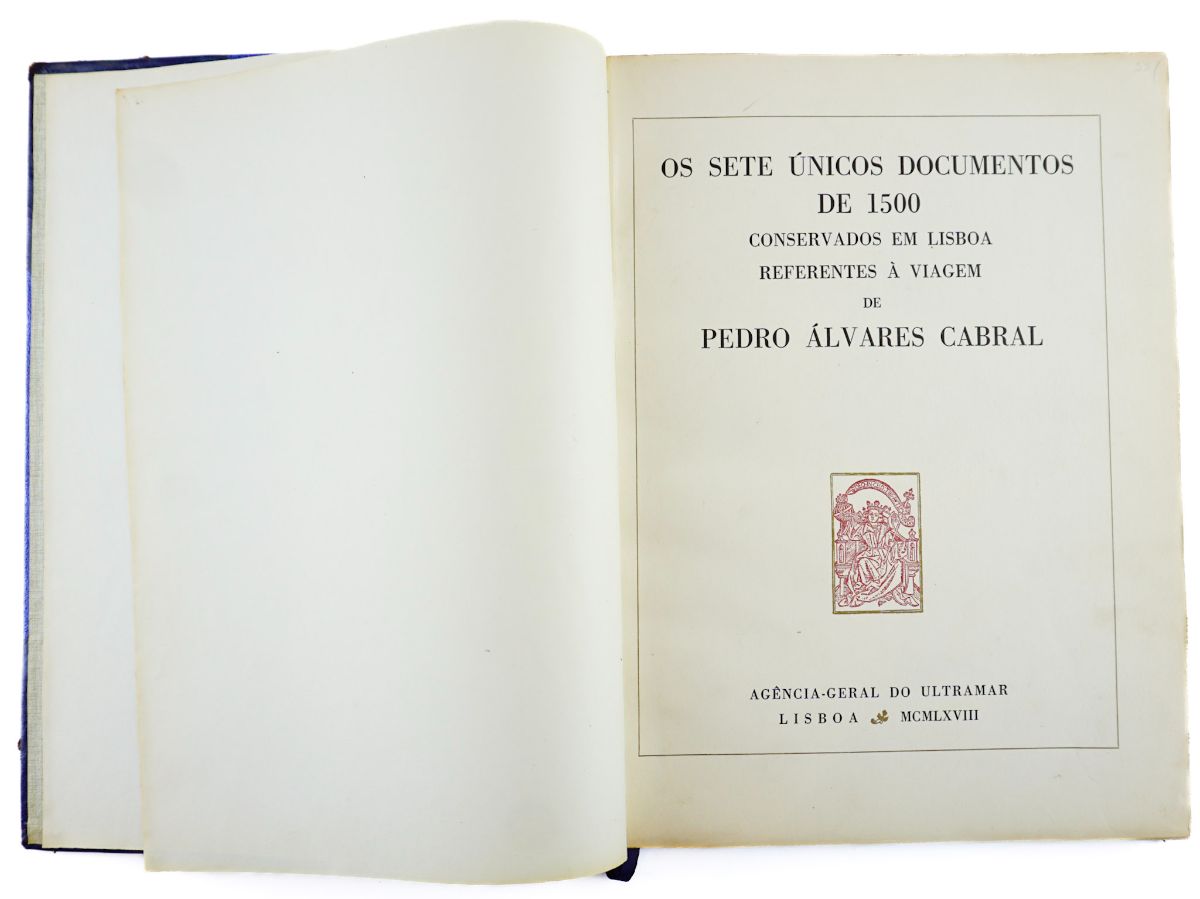 OS SETE ÚNICOS DOCUMENTOS
DE 1500
CONSERVADOS EM LISBOA
REFERENTES À VIAGEM
DE
PEDRO ÁLVARES CABRAL
AGÊNCIA-GERAL DO ULTRAMAR
LISBOA MCMLXVIII